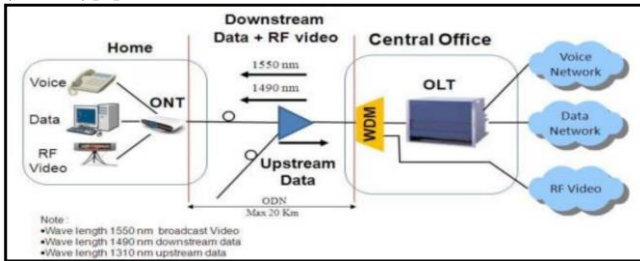 Downstream
Data + RF video
Home
Central Office
1550 nm
1490 nm
Voice
ONT
Data
RF
Video
Upstream
Data
WDM
OLT
Voice
Network
Data
Network
RF Video
ODN
Max 20 Km
Note :
•Wave length 1550 nm broadcast Video
•Wave length 1490 nm downstream data
•Wave length 1310 nm upstream data